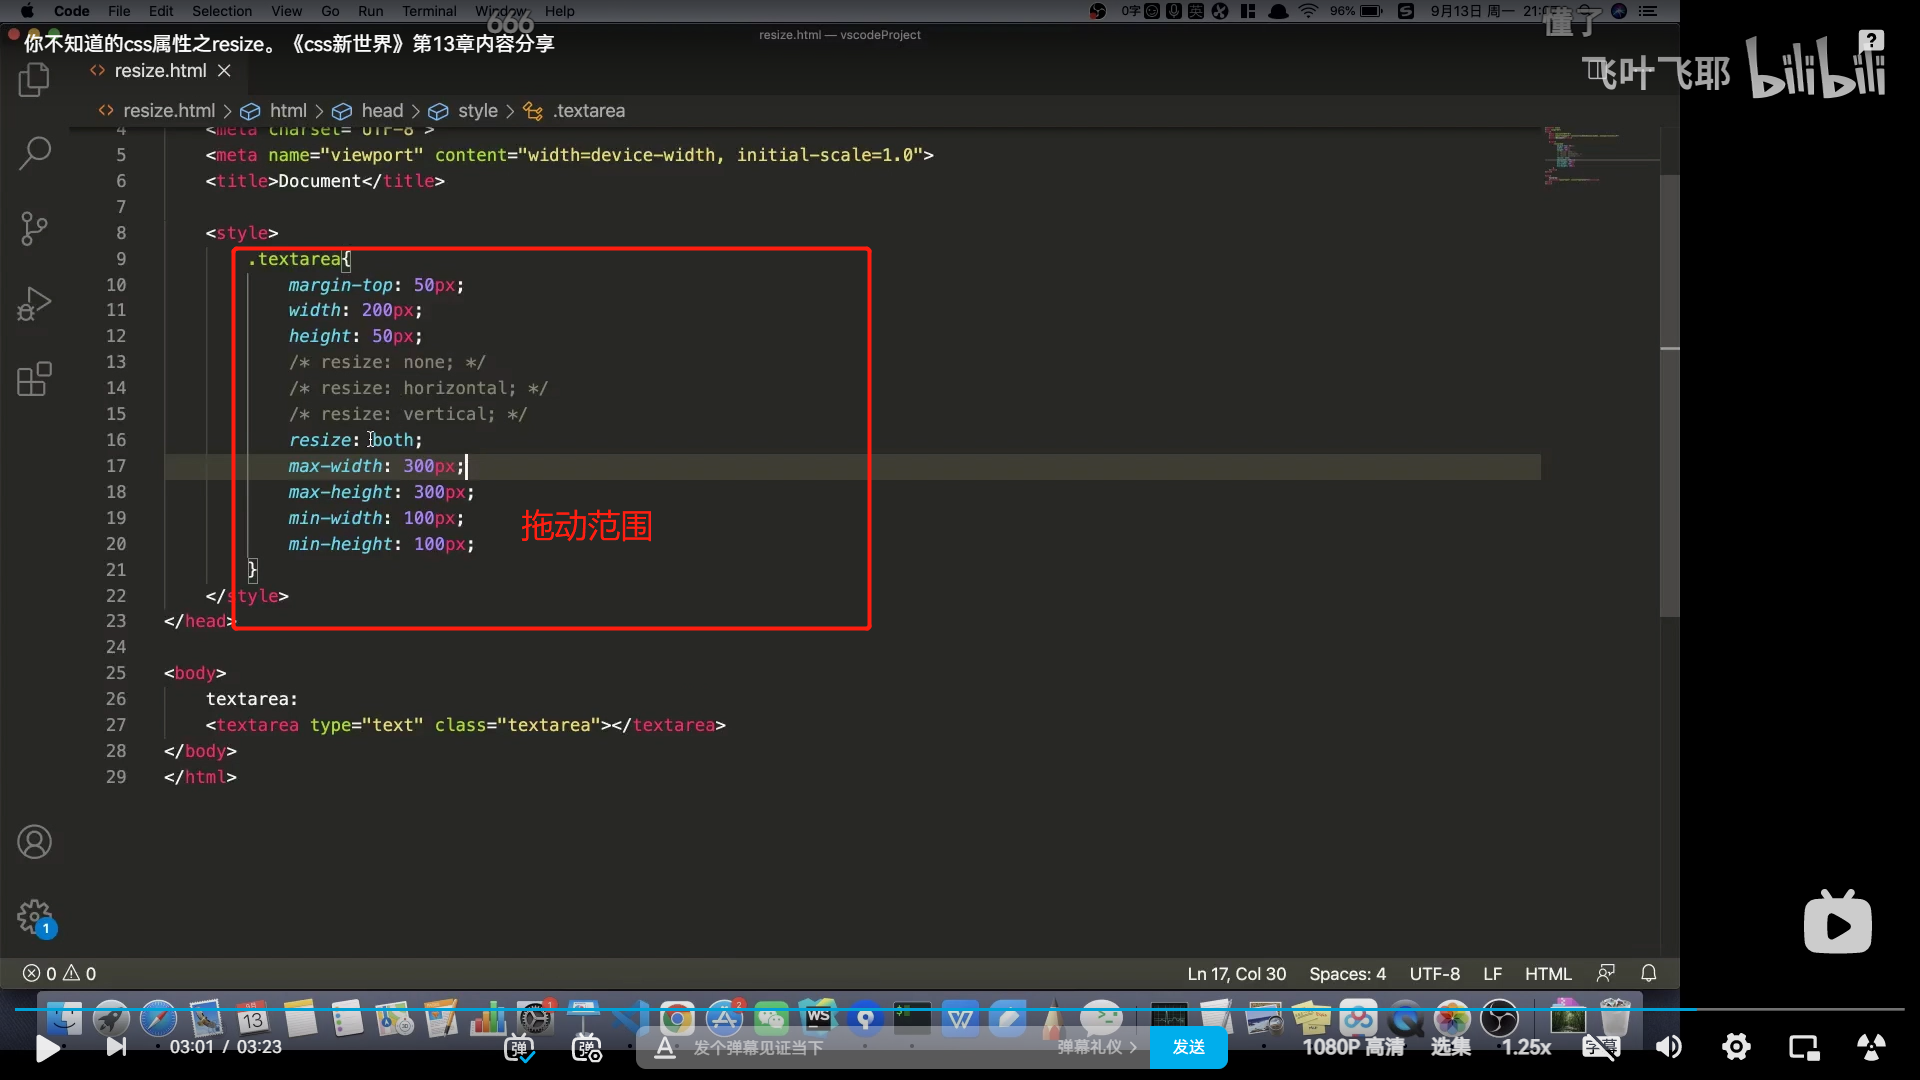 Code File Edit Selection View Go Run Terminal Window Help
0字 英 96% 9月13日 周一
666
懂了
你不知道的css属性之resize。《css新世界》第13章内容分享
resize.html — vscodeProject
飞叶飞耶 bilibili
resize.html
resize.html > html > head > style > .textarea
4 <meta charset="UTF-8">
5 <meta name="viewport" content="width=device-width, initial-scale=1.0">
6 <title>Document</title>
7
8 <style>
9 .textarea{
10 margin-top: 50px;
11 width: 200px;
12 height: 50px;
13 /* resize: none; */
14 /* resize: horizontal; */
15 /* resize: vertical; */
16 resize: both;
17 max-width: 300px;
18 max-height: 300px;
19 min-width: 100px;
拖动范围
20 min-height: 100px;
21 }
22 </style>
23 </head>
24
25 <body>
26 textarea:
27 <textarea type="text" class="textarea"></textarea>
28 </body>
29 </html>
1
0 0
Ln 17, Col 30 Spaces: 4 UTF-8 LF HTML
13
WS
03:01 / 03:23
弹
弹
A 发个弹幕见证当下
弹幕礼仪 >
发送
1080P 高清
选集
1.25x
字幕